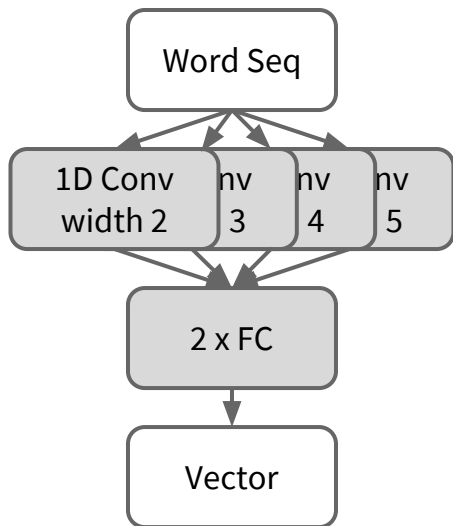 Word Seq
1D Conv nv nv nv
width 2 3 4 5
2 x FC
Vector